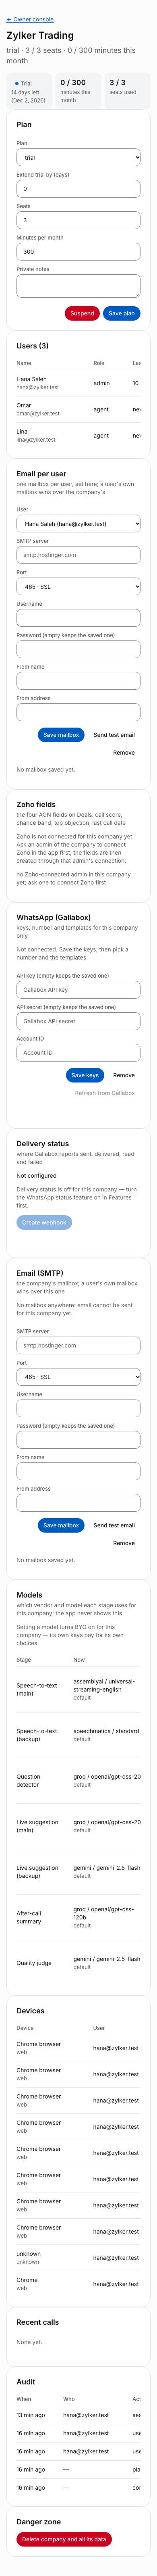 ← Owner console
Zylker Trading
trial · 3 / 3 seats · 0 / 300 minutes this
month
Trial
14 days left
(Dec 2, 2026)
0 / 300
minutes this
month
3 / 3
seats used
Plan
Plan
trial
Extend trial by (days)
0
Seats
3
Minutes per month
300
Private notes
Suspend
Save plan
Users (3)
Name Role Las
Hana Saleh
hana@zylker.test
admin
10
Omar
omar@zylker.test
agent
nev
Lina
lina@zylker.test
agent
nev
Email per user
one mailbox per user, set here; a user's own
mailbox wins over the company's
User
Hana Saleh (hana@zylker.test)
SMTP server
smtp.hostinger.com
Port
465 · SSL
Username
Password (empty keeps the saved one)
From name
From address
Save mailbox
Send test email
Remove
No mailbox saved yet.
Zoho fields
the four AGN fields on Deals: call score,
chance band, top objection, last call date
Zoho is not connected for this company yet.
Ask an admin of the company to connect
Zoho in the app first; the fields are then
created through that admin's connection.
no Zoho-connected admin in this company
yet; ask one to connect Zoho first
WhatsApp (Gallabox)
keys, number and templates for this company
only
Not connected. Save the keys, then pick a
number and the templates.
API key (empty keeps the saved one)
Gallabox API key
API secret (empty keeps the saved one)
Gallabox API secret
Account ID
Account ID
Save keys
Remove
Refresh from Gallabox
Delivery status
where Gallabox reports sent, delivered, read
and failed
Not configured
Delivery status is off for this company — turn
the WhatsApp status feature on in Features
first.
Create webhook
Email (SMTP)
the company's mailbox; a user's own mailbox
wins over this one
No mailbox anywhere: email cannot be sent
for this company yet.
SMTP server
smtp.hostinger.com
Port
465 · SSL
Username
Password (empty keeps the saved one)
From name
From address
Save mailbox
Send test email
Remove
No mailbox saved yet.
Models
which vendor and model each stage uses for
this company; the app never shows this
Setting a model turns BYO on for this
company — its own keys pay for its own
choices.
Stage Now
Speech-to-text
(main)
assemblyai / universal-
streaming-english
default
Speech-to-text
(backup)
speechmatics / standard
default
Question
detector
groq / openai/gpt-oss-20
default
Live suggestion
(main)
groq / openai/gpt-oss-20
default
Live suggestion
(backup)
gemini / gemini-2.5-flash
default
After-call
summary
groq / openai/gpt-oss-
120b
default
Quality judge
gemini / gemini-2.5-flash
default
Devices
Device User
Chrome browser
web
hana@zylker.test
Chrome browser
web
hana@zylker.test
Chrome browser
web
hana@zylker.test
Chrome browser
web
hana@zylker.test
Chrome browser
web
hana@zylker.test
Chrome browser
web
hana@zylker.test
Chrome browser
web
hana@zylker.test
Chrome browser
web
hana@zylker.test
unknown
unknown
hana@zylker.test
Chrome
web
hana@zylker.test
Recent calls
None yet.
Audit
When Who Act
13 min ago hana@zylker.test ses
16 min ago hana@zylker.test use
16 min ago hana@zylker.test use
16 min ago — pla
16 min ago — cor
Danger zone
Delete company and all its data